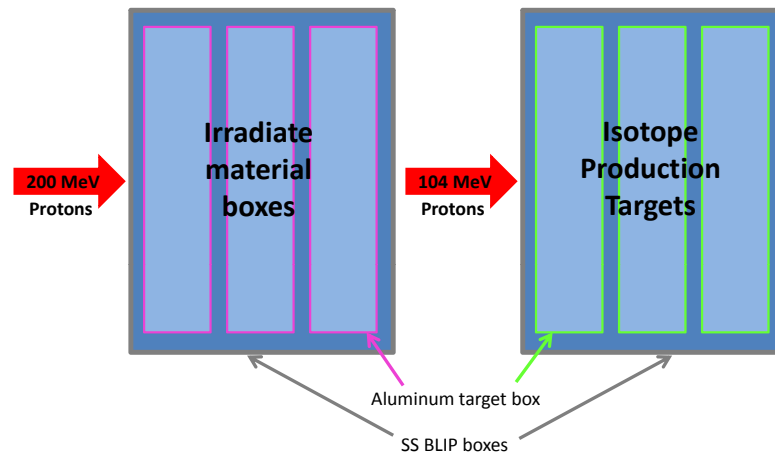 Irradiate
material
boxes
Isotope
Production
Targets
200 MeV
Protons
104 MeV
Protons
Aluminum target box
SS BLIP boxes